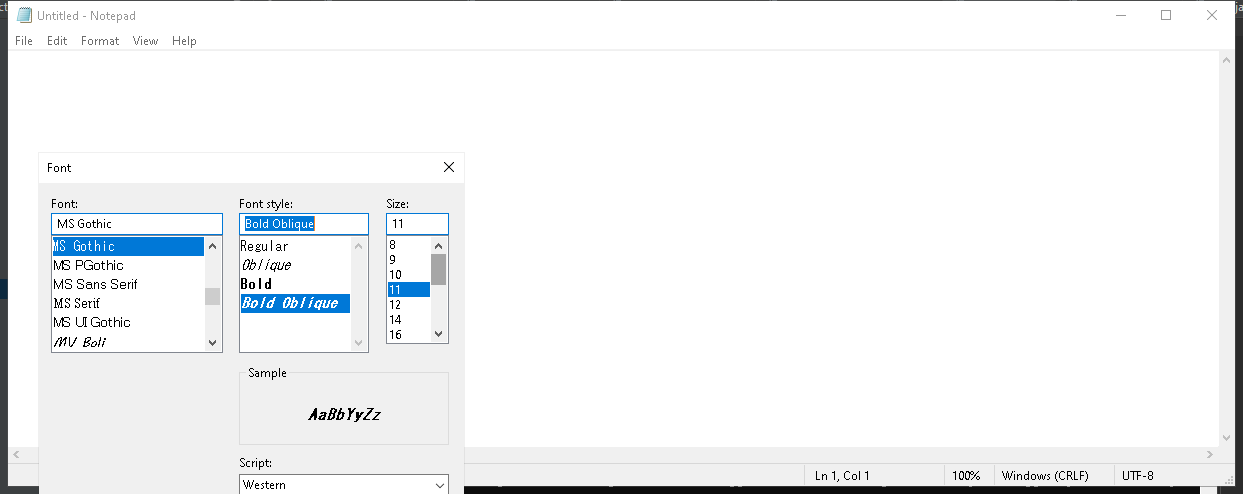 Untitled - Notepad
File Edit Format View Help
Font
Font: Font style: Size:
MS Gothic Bold Oblique 11
MS Gothic Regular 8
MS PGothic Oblique 9
MS Sans Serif Bold 10
MS Serif Bold Oblique 11
MS UI Gothic 12
MV Boli 14
16
Sample
AaBbYyZz
Script:
Western
Ln 1, Col 1 100% Windows (CRLF) UTF-8